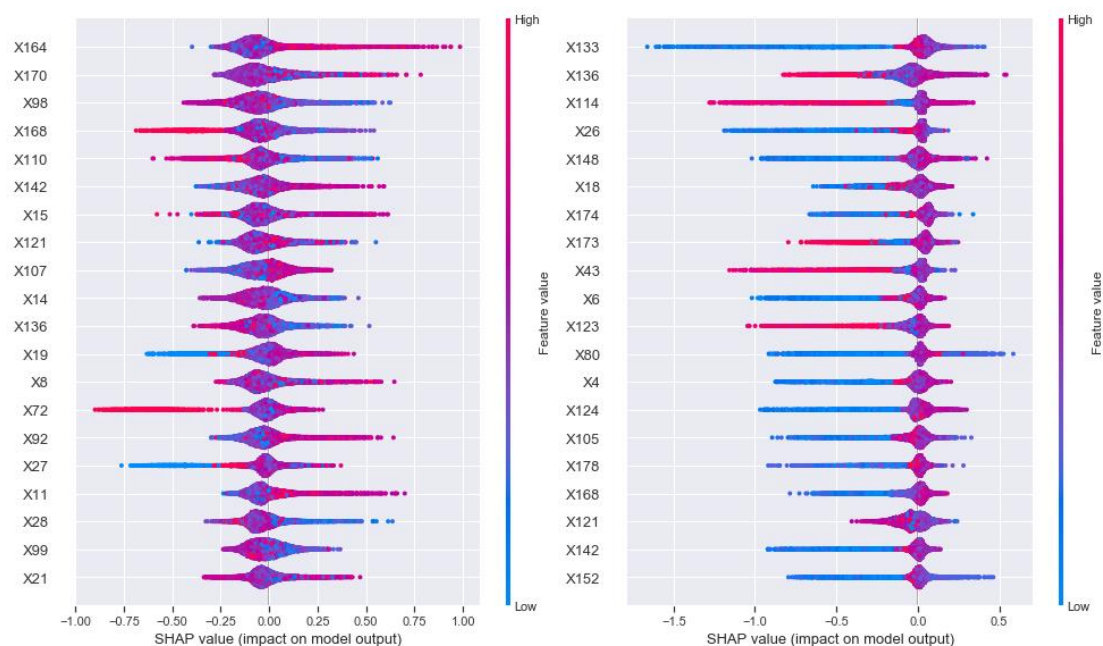 High
X164
X170
X98
X168
X110
X142
X15
X121
X107
X14
X136
X19
X8
X72
X92
X27
X11
X28
X99
X21
Feature value
Low
−1.00 −0.75 −0.50 −0.25 0.00 0.25 0.50 0.75 1.00
SHAP value (impact on model output)
High
X133
X136
X114
X26
X148
X18
X174
X173
X43
X6
X123
X80
X4
X124
X105
X178
X168
X121
X142
X152
Feature value
Low
−1.5 −1.0 −0.5 0.0 0.5
SHAP value (impact on model output)